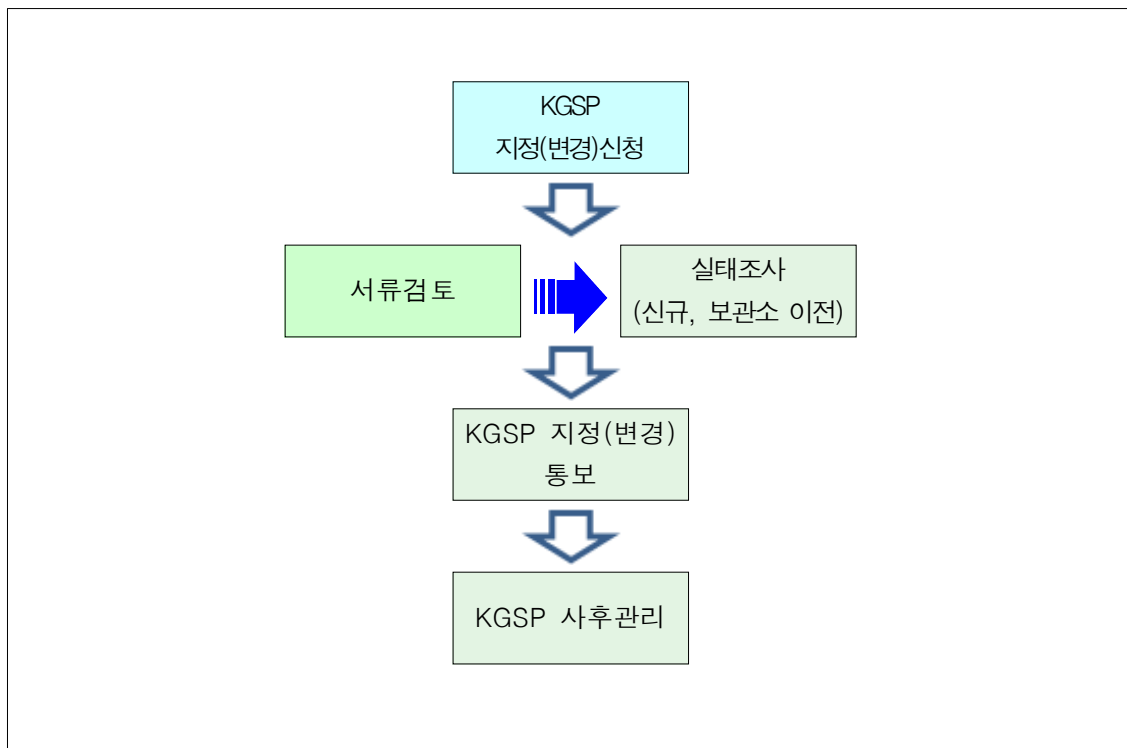 KGSP
지정(변경)신청
서류검토
실태조사
(신규, 보관소 이전)
KGSP 지정(변경)
통보
KGSP 사후관리